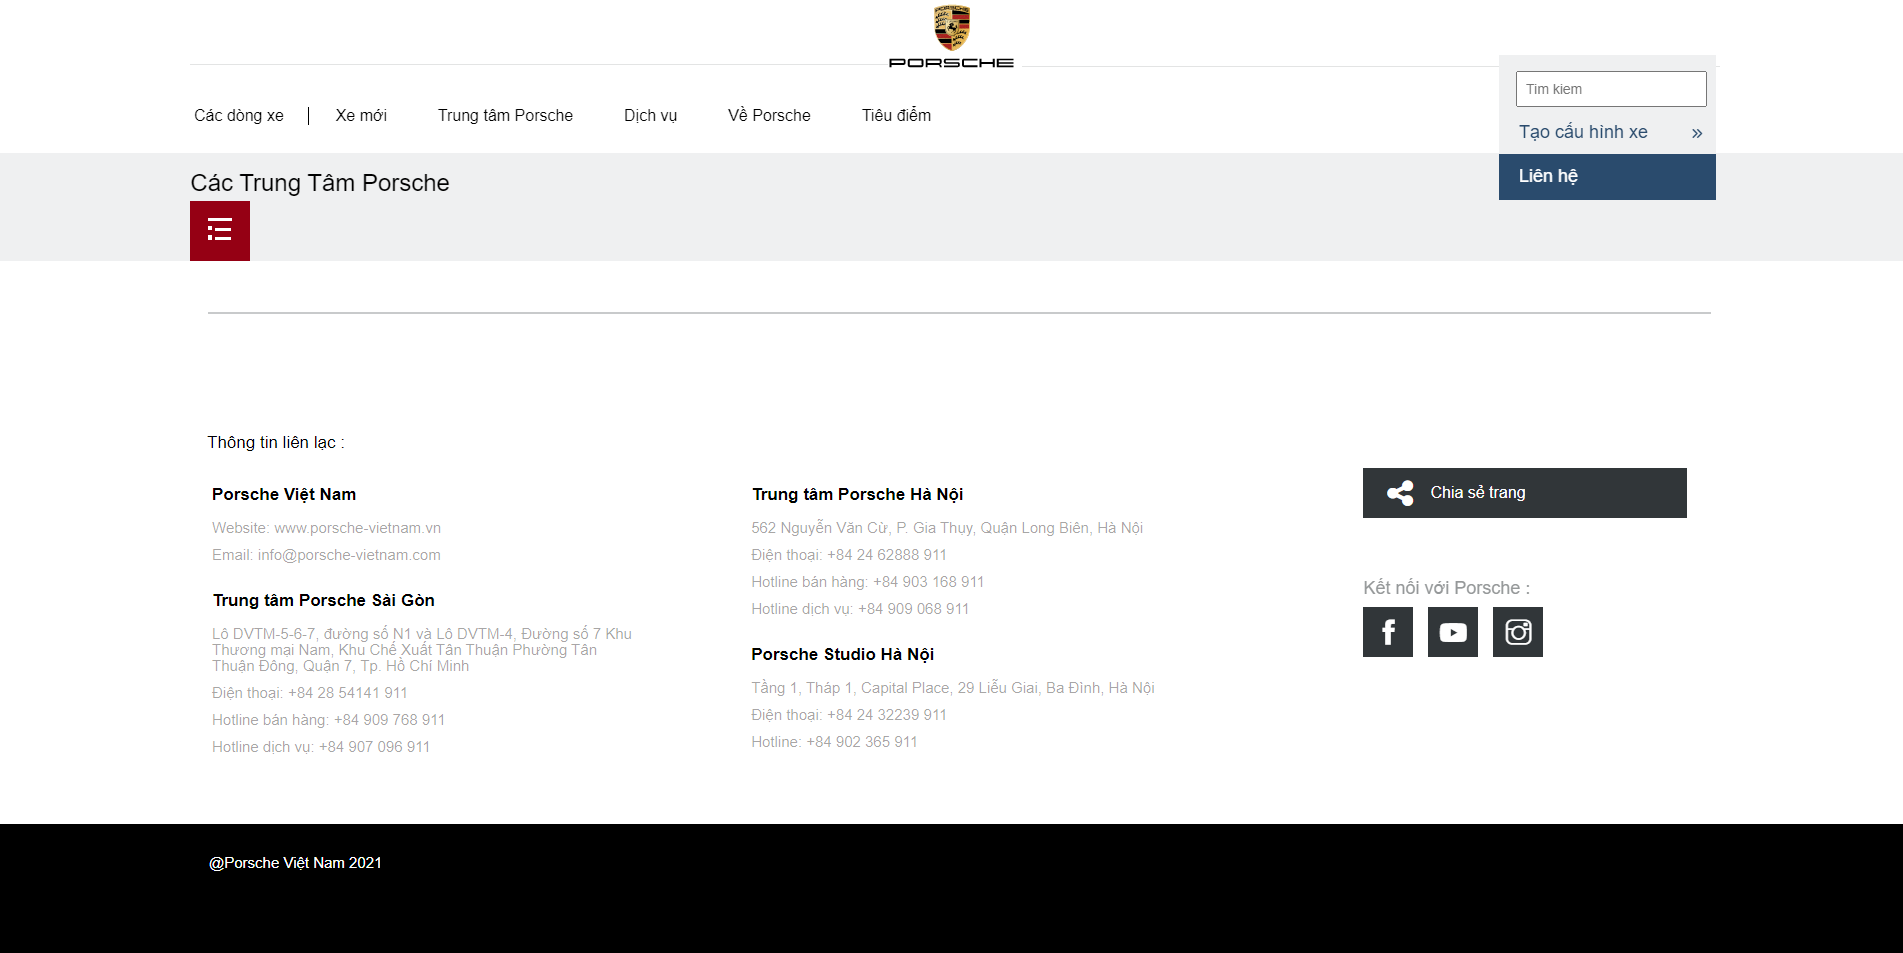 PORSCHE
Tim kiem
Các dòng xe
Xe mới
Trung tâm Porsche
Dịch vụ
Về Porsche
Tiêu điểm
Tạo cấu hình xe »
Liên hệ
Các Trung Tâm Porsche
Thông tin liên lạc :
Porsche Việt Nam
Website: www.porsche-vietnam.vn
Email: info@porsche-vietnam.com
Trung tâm Porsche Sài Gòn
Lô DVTM-5-6-7, đường số N1 và Lô DVTM-4, Đường số 7 Khu
Thương mại Nam, Khu Chế Xuất Tân Thuận Phường Tân
Thuận Đông, Quận 7, Tp. Hồ Chí Minh
Điện thoại: +84 28 54141 911
Hotline bán hàng: +84 909 768 911
Hotline dịch vụ: +84 907 096 911
Trung tâm Porsche Hà Nội
562 Nguyễn Văn Cừ, P. Gia Thụy, Quận Long Biên, Hà Nội
Điện thoại: +84 24 62888 911
Hotline bán hàng: +84 903 168 911
Hotline dịch vụ: +84 909 068 911
Porsche Studio Hà Nội
Tầng 1, Tháp 1, Capital Place, 29 Liễu Giai, Ba Đình, Hà Nội
Điện thoại: +84 24 32239 911
Hotline: +84 902 365 911
Chia sẻ trang
Kết nối với Porsche :
@Porsche Việt Nam 2021